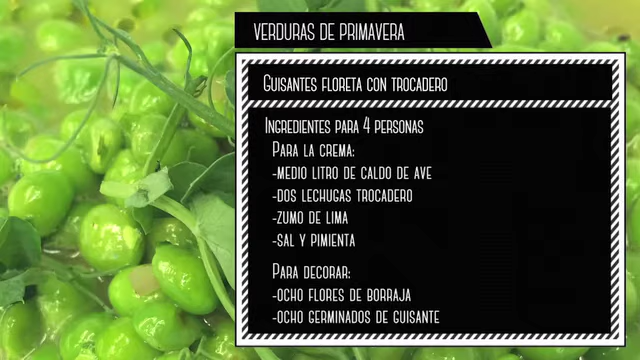 VERDURAS DE PRIMAVERA
GUISANTES FLORETA CON TROCADERO
INGREDIENTES PARA 4 PERSONAS
PARA LA CREMA:
-MEDIO LITRO DE CALDO DE AVE
-DOS LECHUGAS TROCADERO
-ZUMO DE LIMA
-SAL Y PIMIENTA
PARA DECORAR:
-OCHO FLORES DE BORRAJA
-OCHO GERMINADOS DE GUISANTE